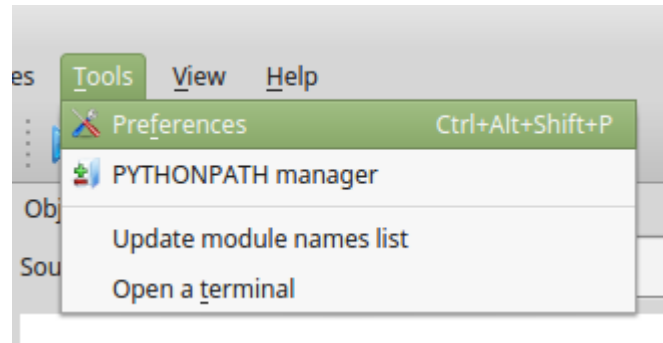 es Tools View Help
Preferences Ctrl+Alt+Shift+P
PYTHONPATH manager
Obj
Update module names list
Sou
Open a terminal